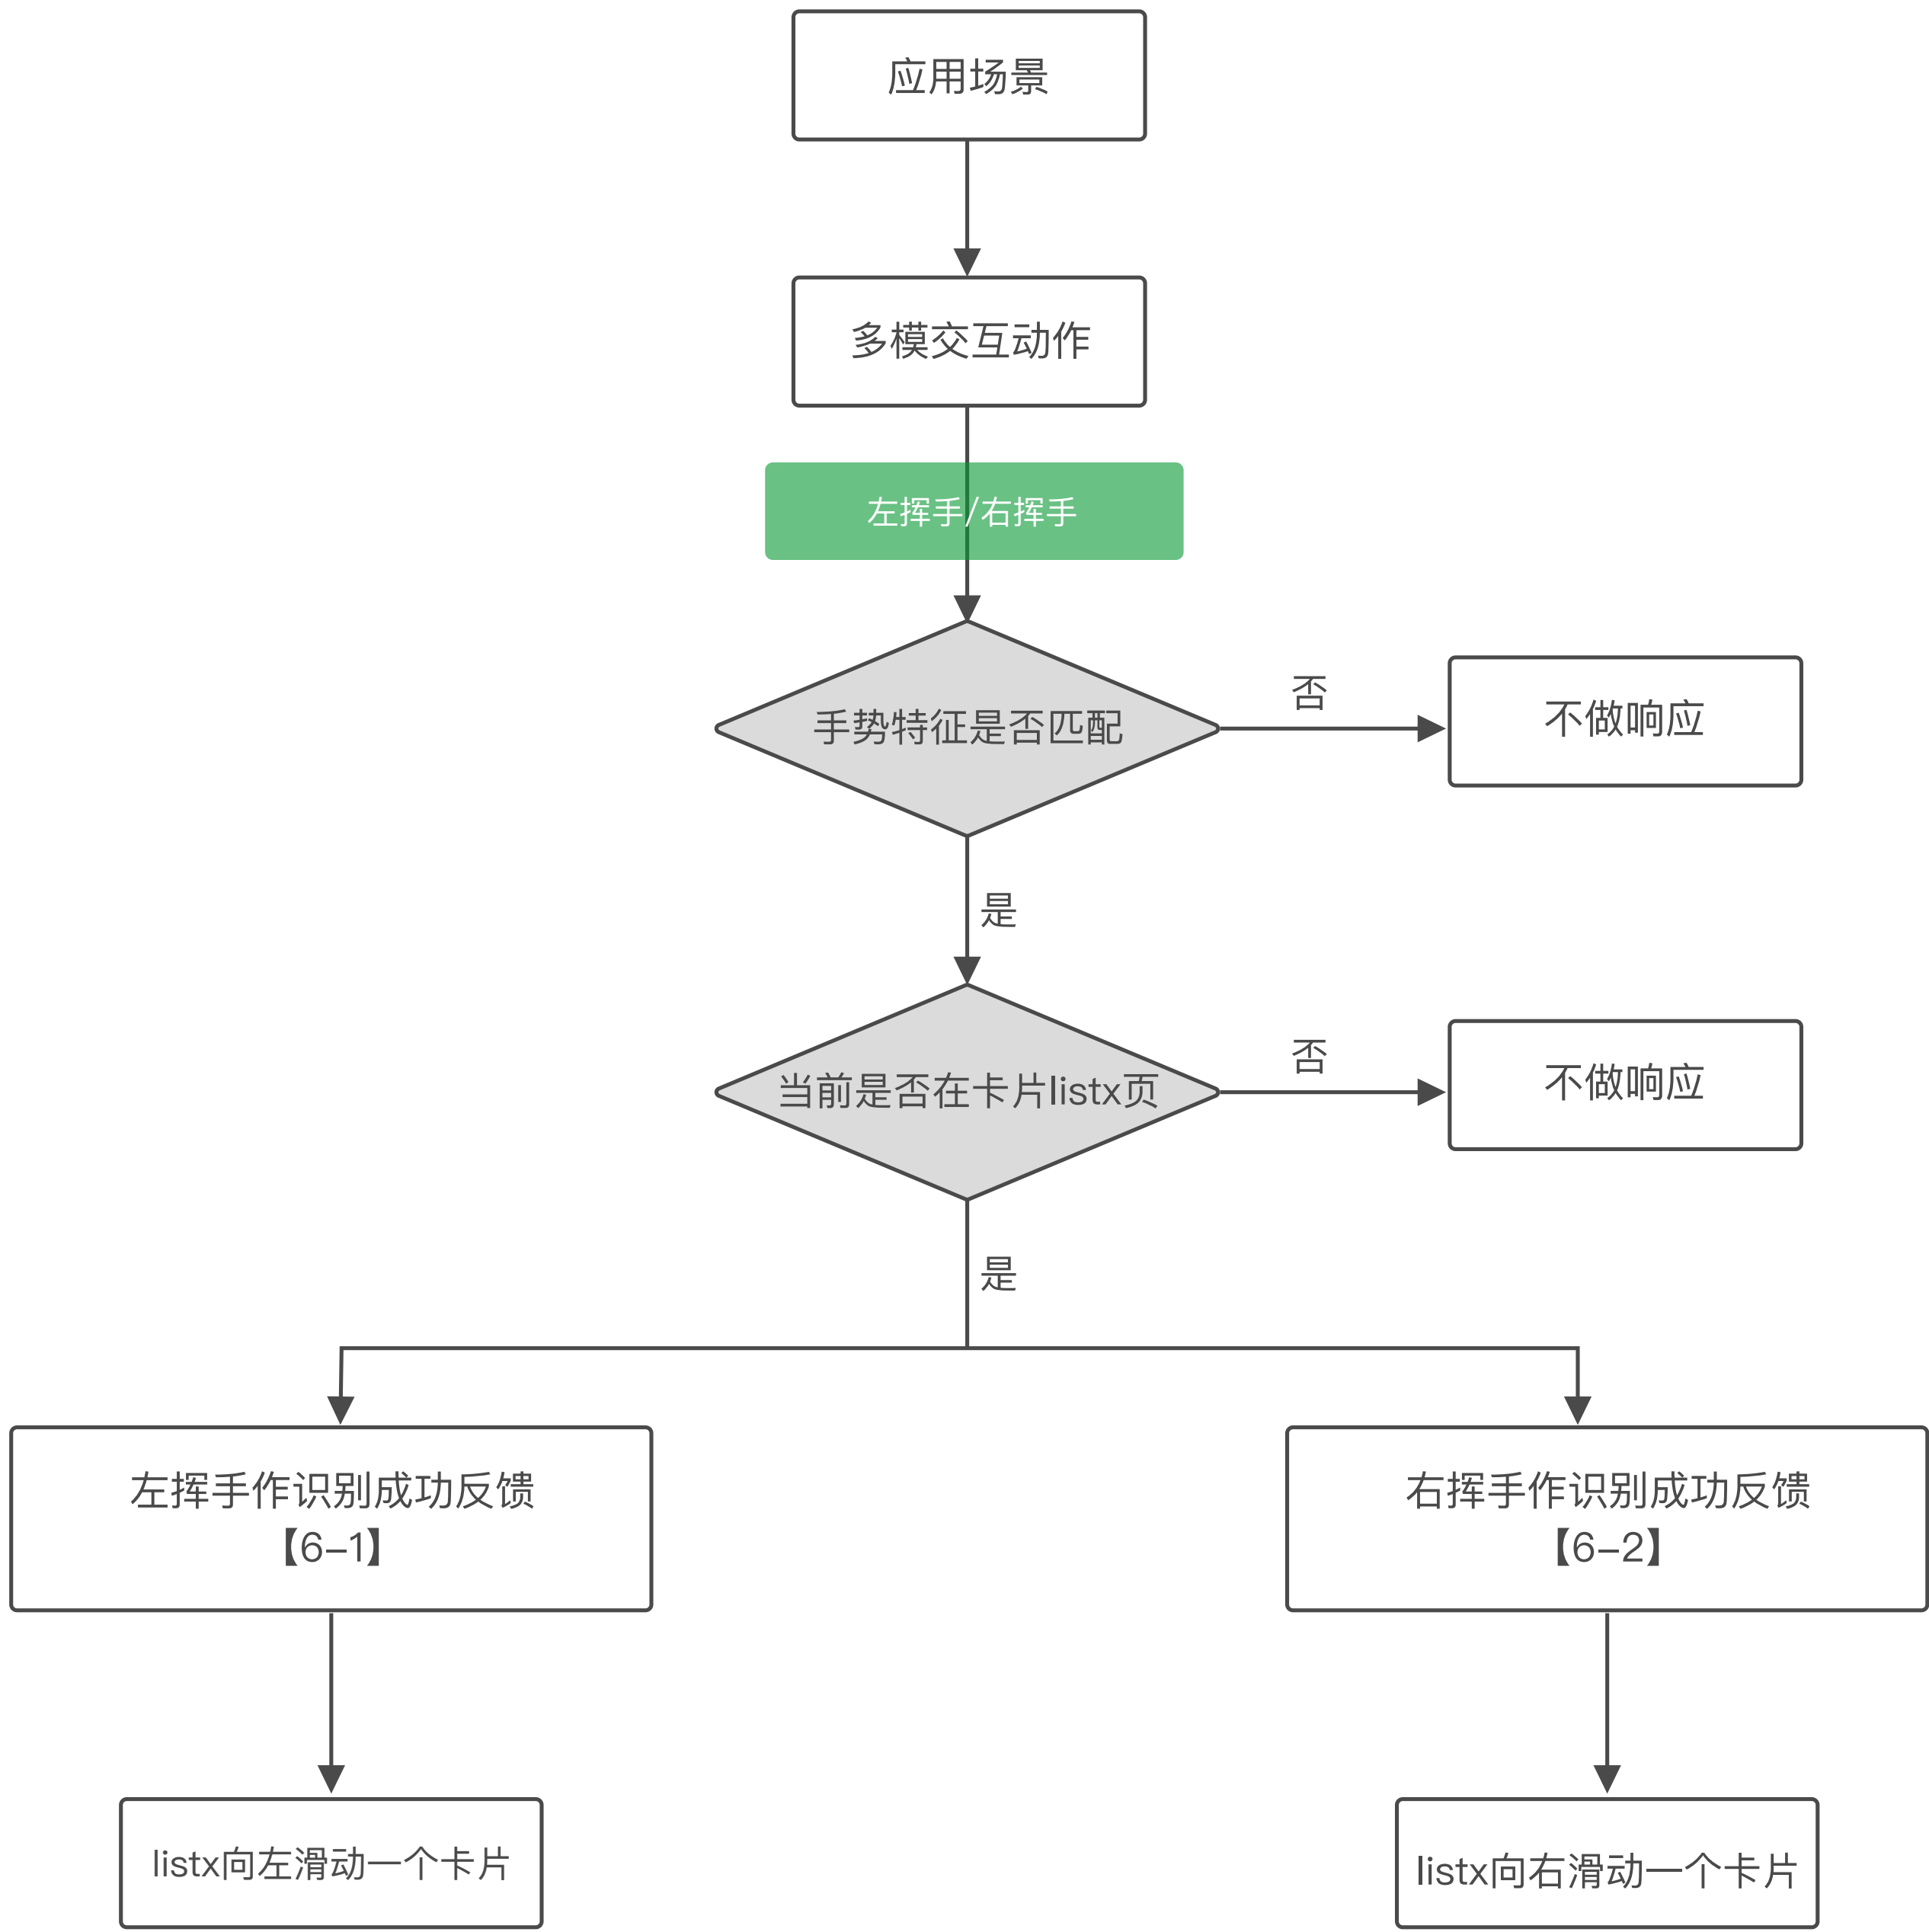 应用场景
多模交互动作
左挥手/右挥手
手势特征是否匹配
否
不做响应
是
当前是否在卡片listx页
否
不做响应
是
左挥手作识别成功反馈
【6-1】
右挥手作识别成功反馈
【6-2】
listx向左滑动一个卡片
listx向右滑动一个卡片